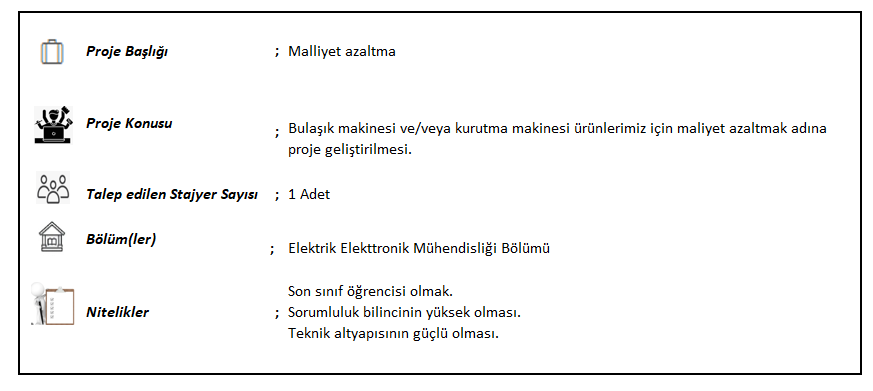 Proje Başlığı ; Malliyet azaltma
Proje Konusu ; Bulaşık makinesi ve/veya kurutma makinesi ürünlerimiz için maliyet azaltmak adına
proje geliştirilmesi.
Talep edilen Stajyer Sayısı ; 1 Adet
Bölüm(ler) ; Elektrik Elekttronik Mühendisliği Bölümü
Son sınıf öğrencisi olmak.
Nitelikler ; Sorumluluk bilincinin yüksek olması.
Teknik altyapısının güçlü olması.